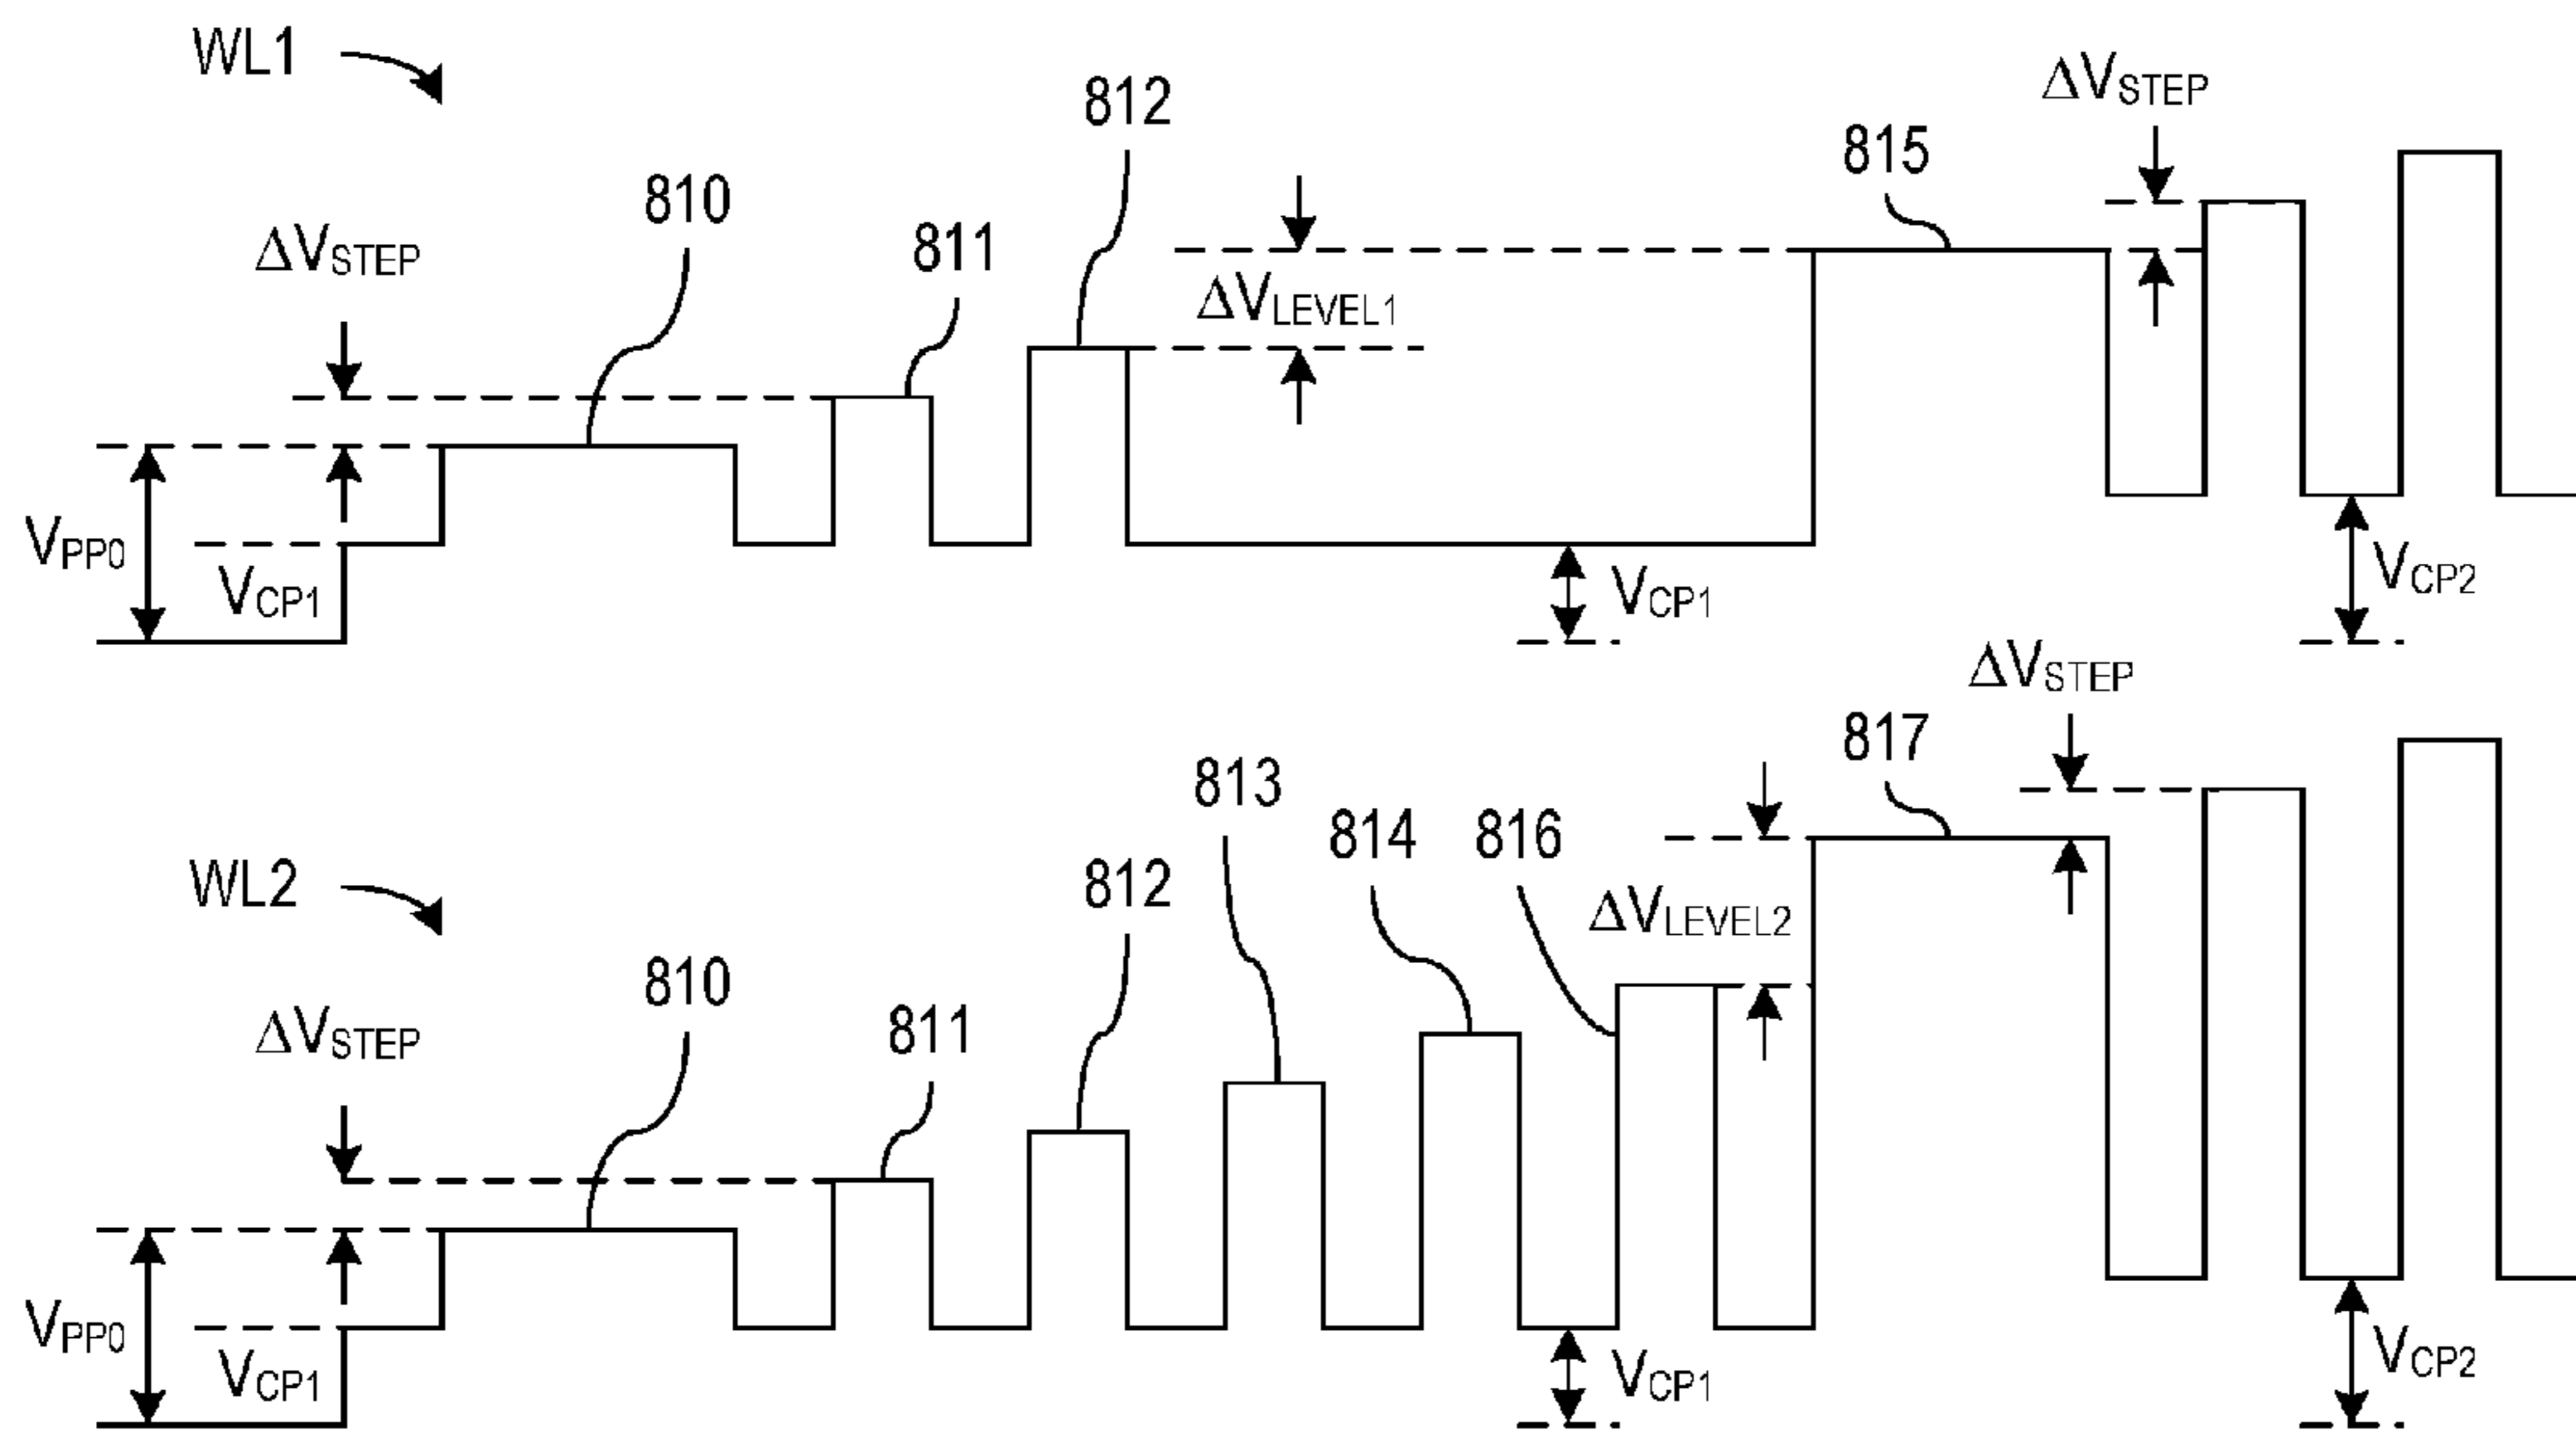 WL1
812
ΔVSTEP
815
810
ΔVSTEP
811
ΔVLEVEL1
VPP0
VCP1
VCP1
VCP2
ΔVSTEP
817
813
814
816
WL2
812
ΔVLEVEL2
810
ΔVSTEP
811
VPP0
VCP1
VCP1
VCP2